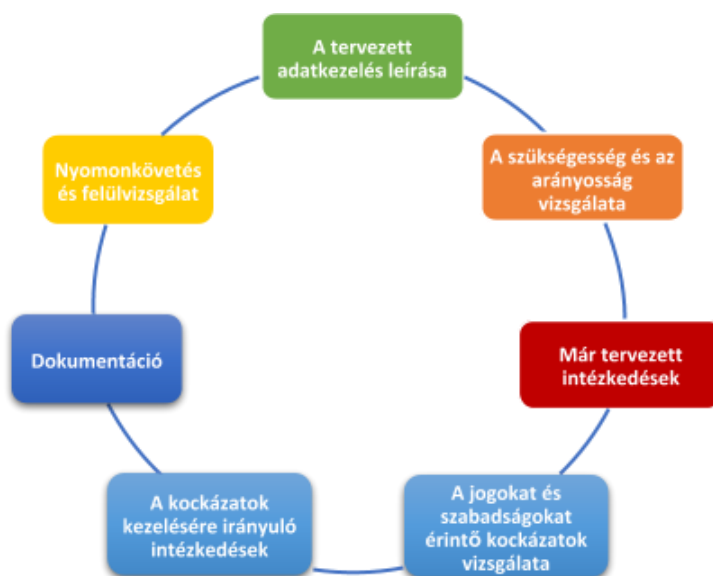 A tervezett
adatkezelés leírása
A szükségesség és az
arányosság
vizsgálata
Már tervezett
intézkedések
A jogokat és
szabadságokat
érintő kockázatok
vizsgálata
A kockázatok
kezelésére irányuló
intézkedések
Dokumentáció
Nyomonkövetés
és felülvizsgálat